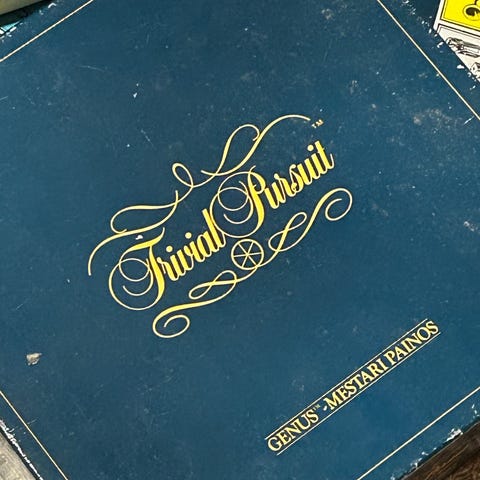 Trivial Pursuit™
GENUS™-MESTARI PAINOS